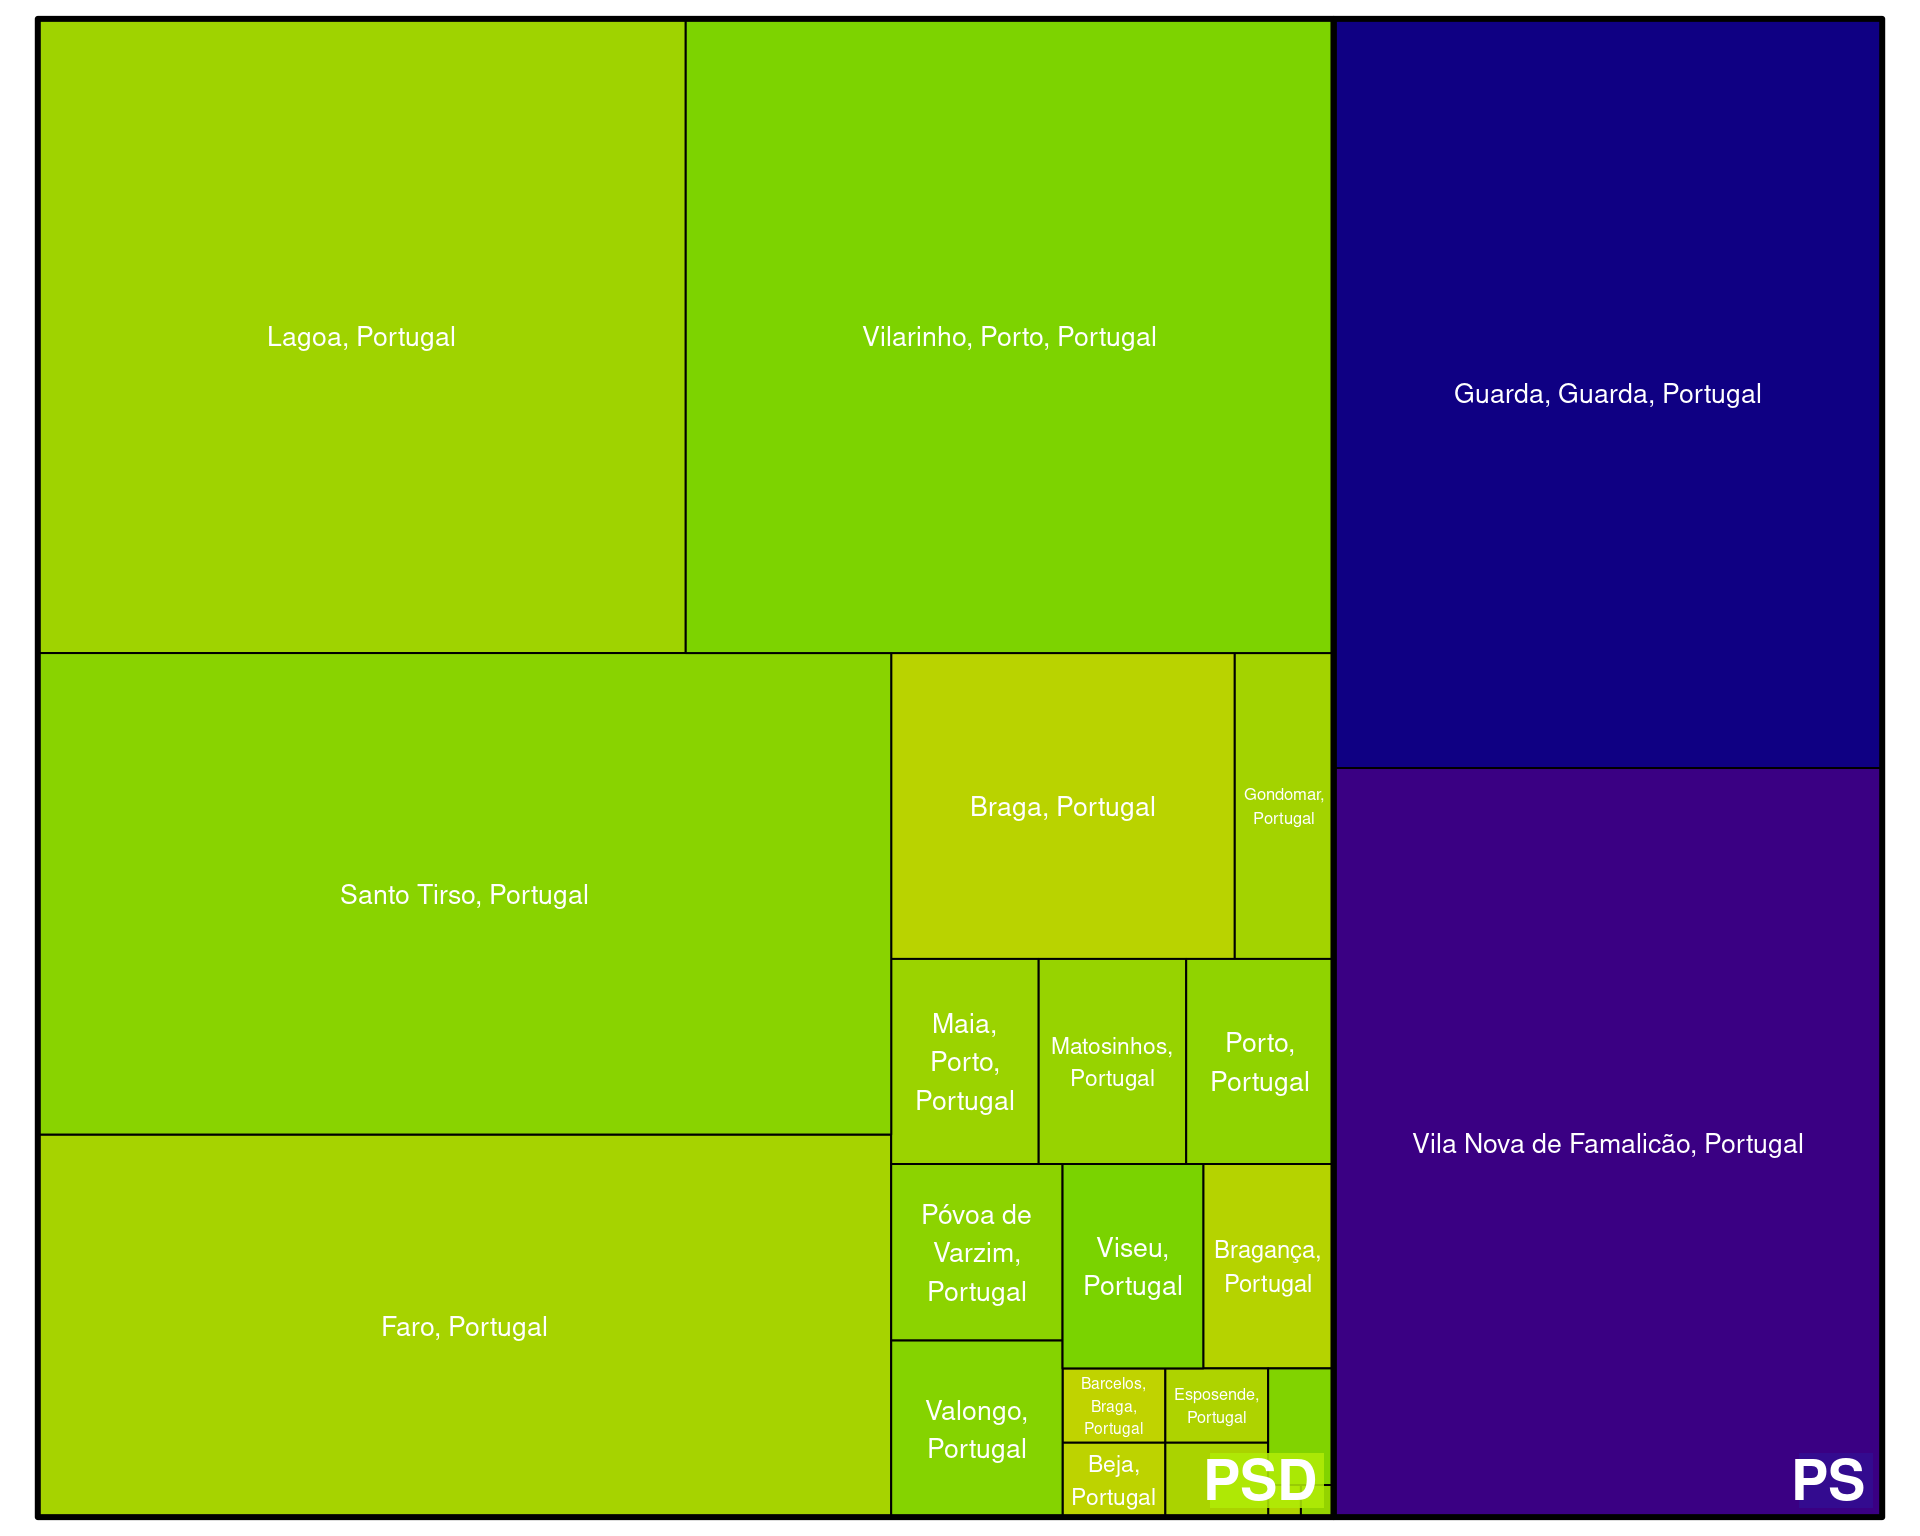 Lagoa, Portugal
Vilarinho, Porto, Portugal
Guarda, Guarda, Portugal
Santo Tirso, Portugal
Braga, Portugal
Gondomar,
Portugal
Maia,
Porto,
Portugal
Matosinhos,
Portugal
Porto,
Portugal
Vila Nova de Famalicão, Portugal
Faro, Portugal
Póvoa de
Varzim,
Portugal
Viseu,
Portugal
Bragança,
Portugal
Valongo,
Portugal
Barcelos,
Braga,
Portugal
Esposende,
Portugal
Beja,
Portugal
PSD
PS